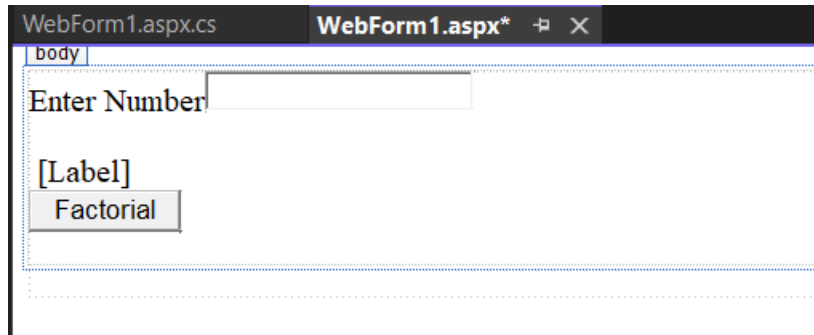 WebForm1.aspx.cs WebForm1.aspx*
body
Enter Number
[Label]
Factorial